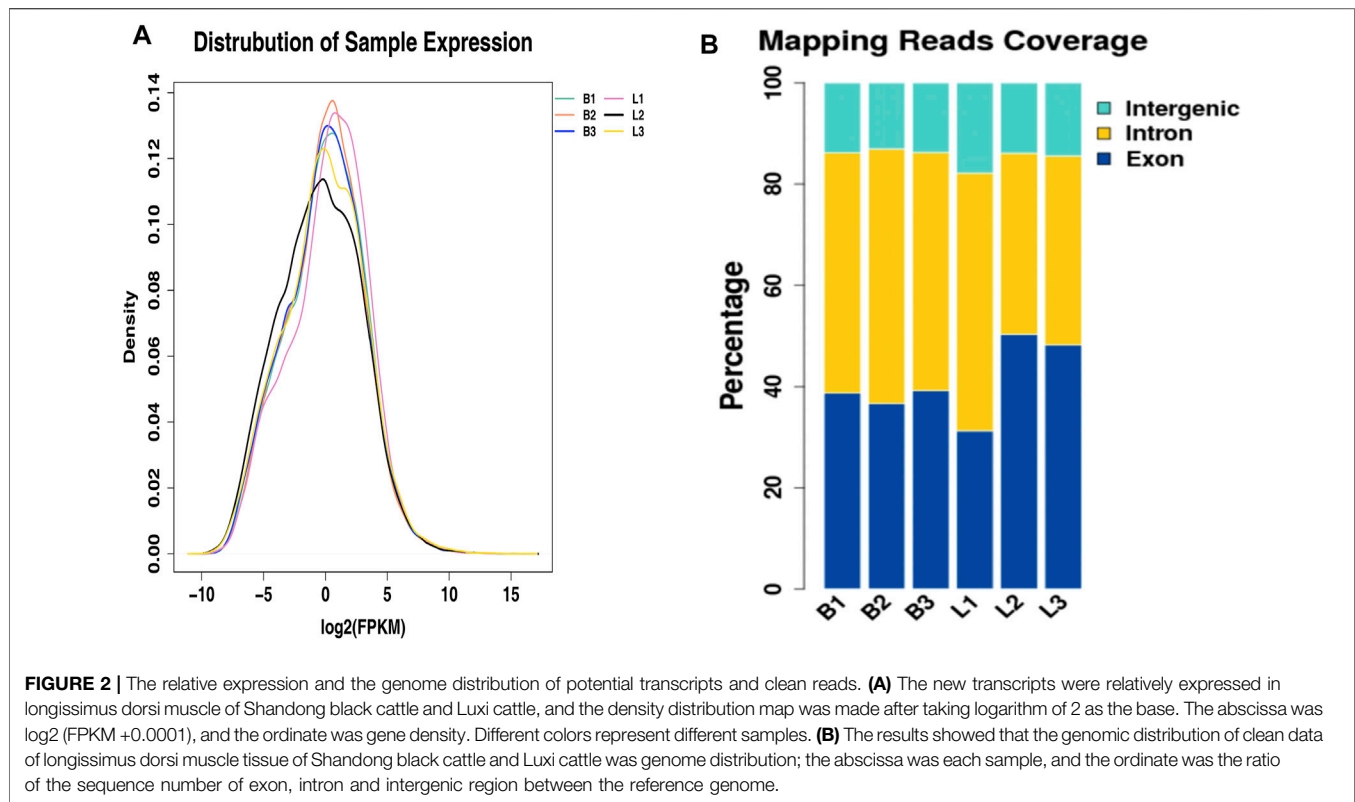 A
Distrubution of Sample Expression
0.14
0.12
0.10
0.08
0.06
0.04
0.02
0.00
Density
−10 −5 0 5 10 15
log2(FPKM)
B1 L1
B2 L2
B3 L3
B
Mapping Reads Coverage
100
80
60
40
20
0
Percentage
B1 B2 B3 L1 L2 L3
Intergenic
Intron
Exon
FIGURE 2 | The relative expression and the genome distribution of potential transcripts and clean reads. (A) The new transcripts were relatively expressed in
longissimus dorsi muscle of Shandong black cattle and Luxi cattle, and the density distribution map was made after taking logarithm of 2 as the base. The abscissa was
log2 (FPKM +0.0001), and the ordinate was gene density. Different colors represent different samples. (B) The results showed that the genomic distribution of clean data
of longissimus dorsi muscle tissue of Shandong black cattle and Luxi cattle was genome distribution; the abscissa was each sample, and the ordinate was the ratio
of the sequence number of exon, intron and intergenic region between the reference genome.